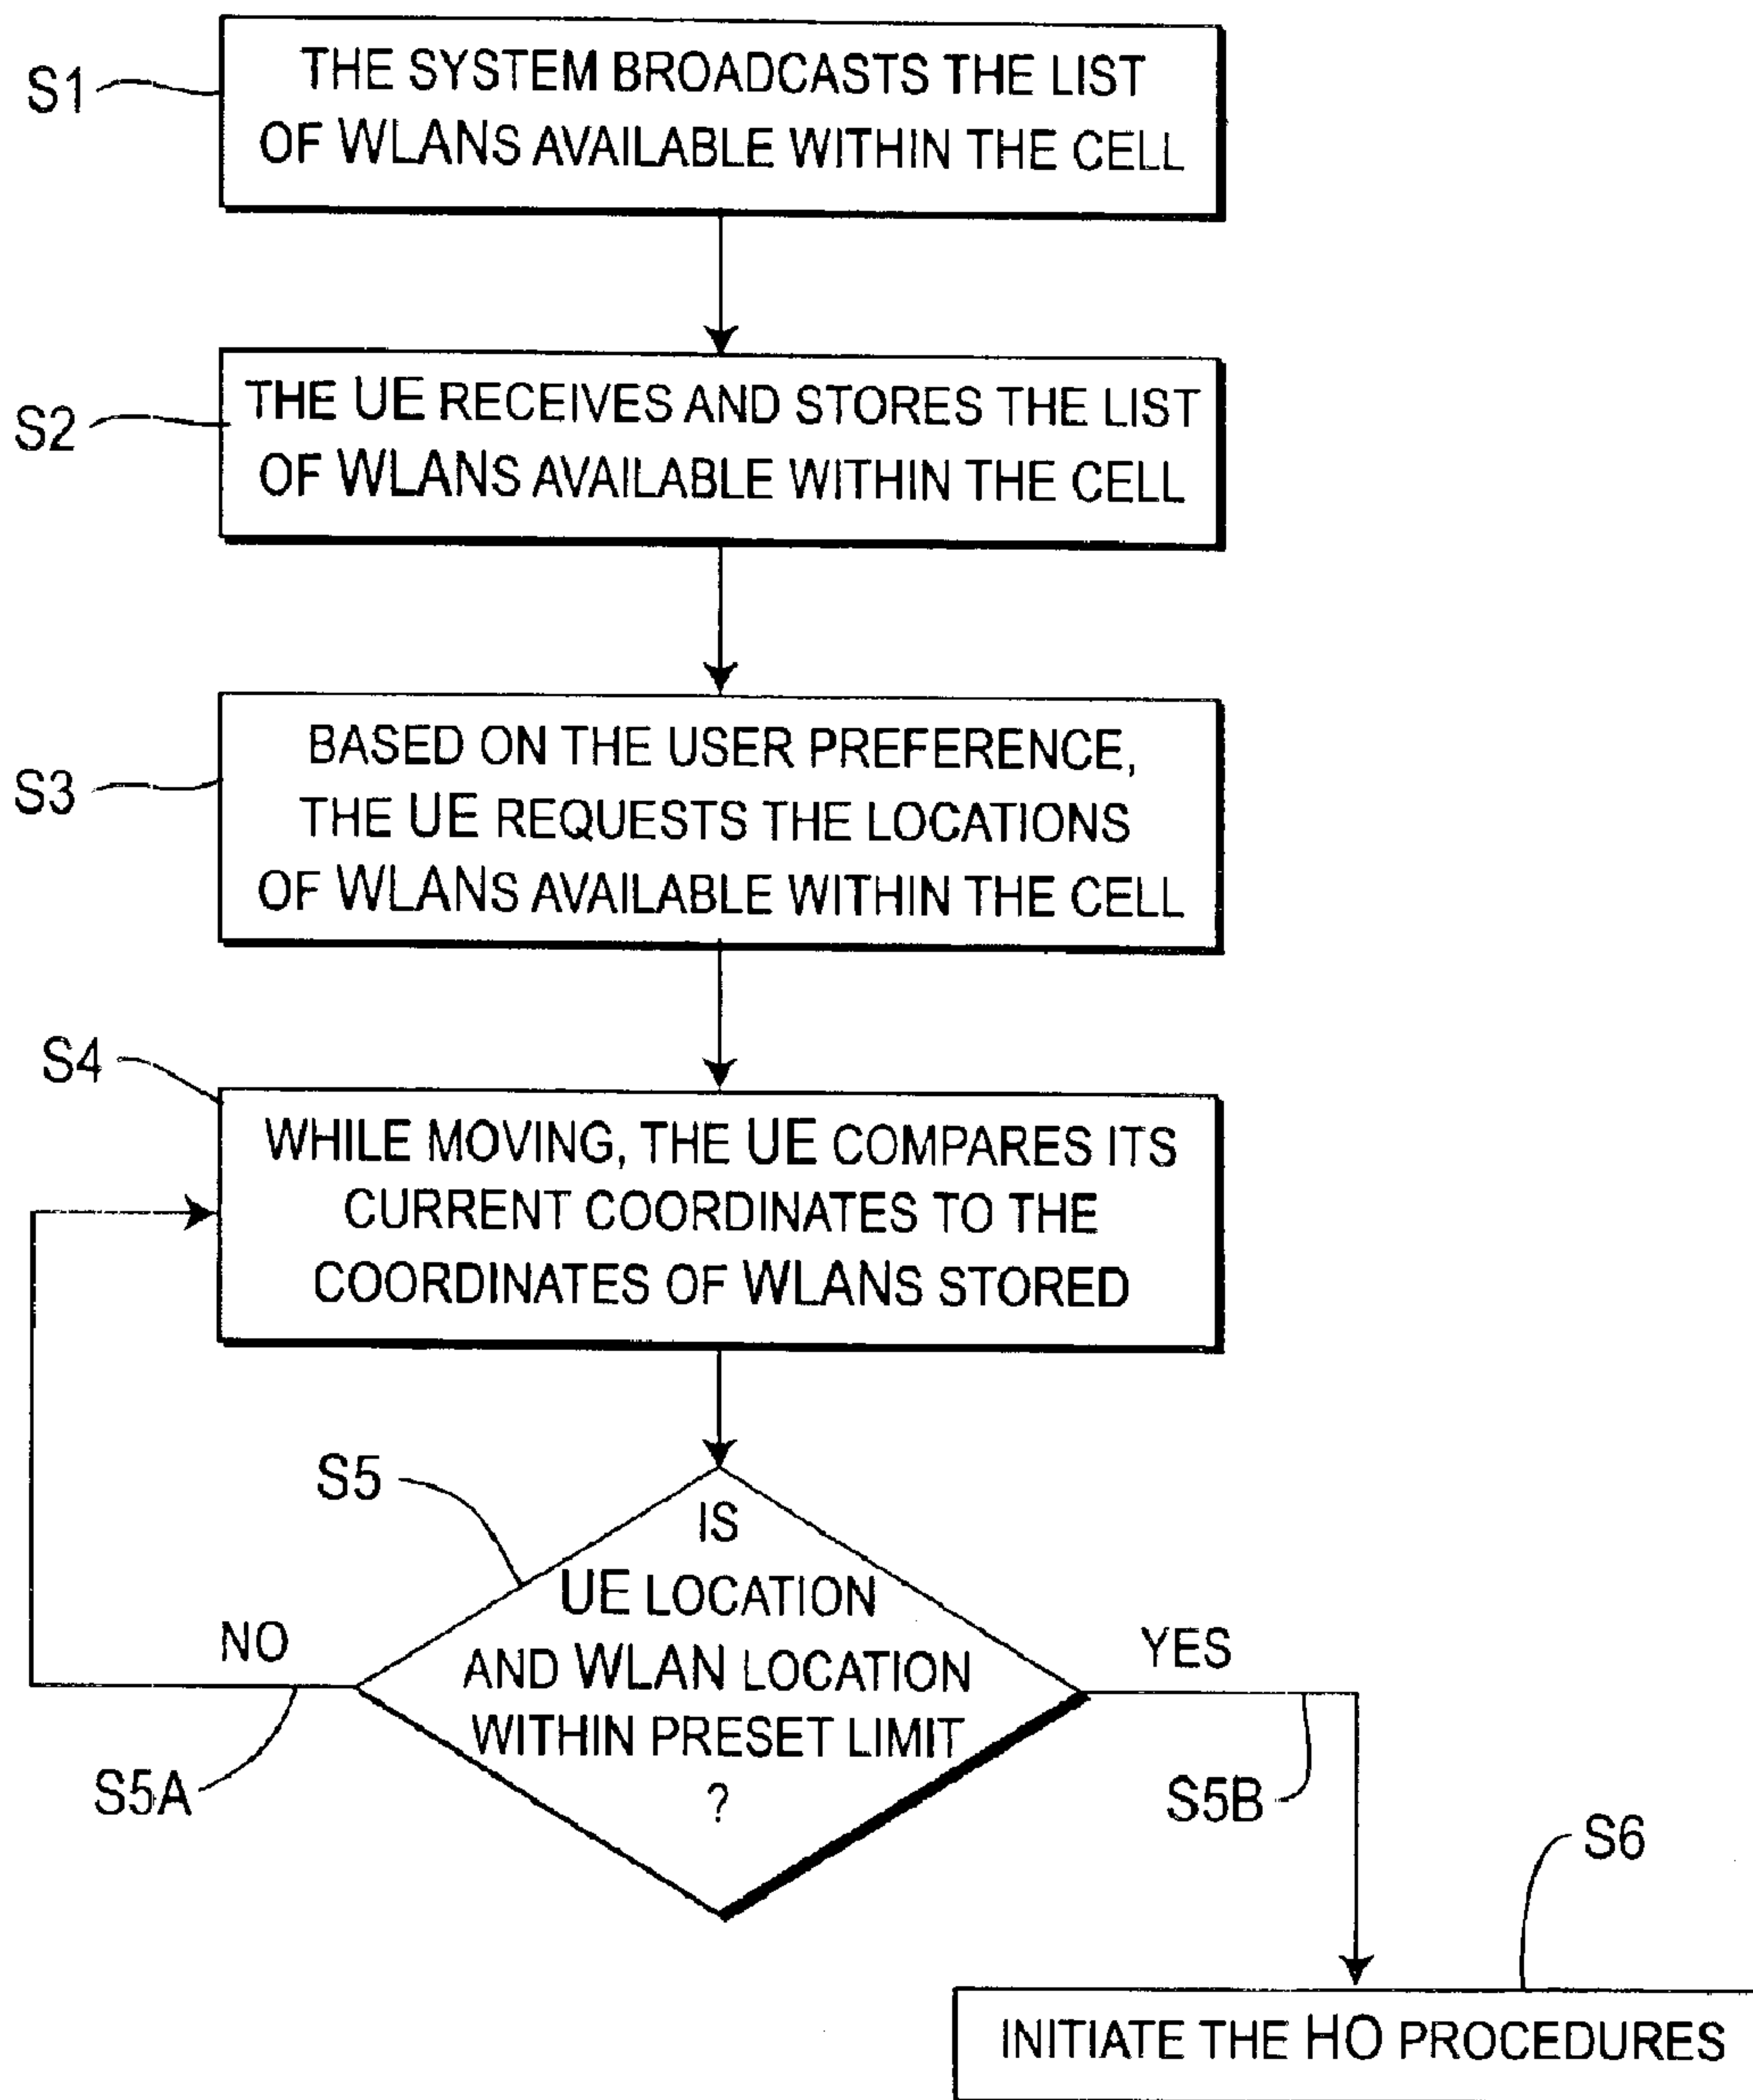 S1
THE SYSTEM BROADCASTS THE LIST
OF WLANS AVAILABLE WITHIN THE CELL
S2
THE UE RECEIVES AND STORES THE LIST
OF WLANS AVAILABLE WITHIN THE CELL
S3
BASED ON THE USER PREFERENCE,
THE UE REQUESTS THE LOCATIONS
OF WLANS AVAILABLE WITHIN THE CELL
S4
WHILE MOVING, THE UE COMPARES ITS
CURRENT COORDINATES TO THE
COORDINATES OF WLANS STORED
S5
IS
UE LOCATION
AND WLAN LOCATION
WITHIN PRESET LIMIT
?
NO
YES
S5A
S5B
S6
INITIATE THE HO PROCEDURES